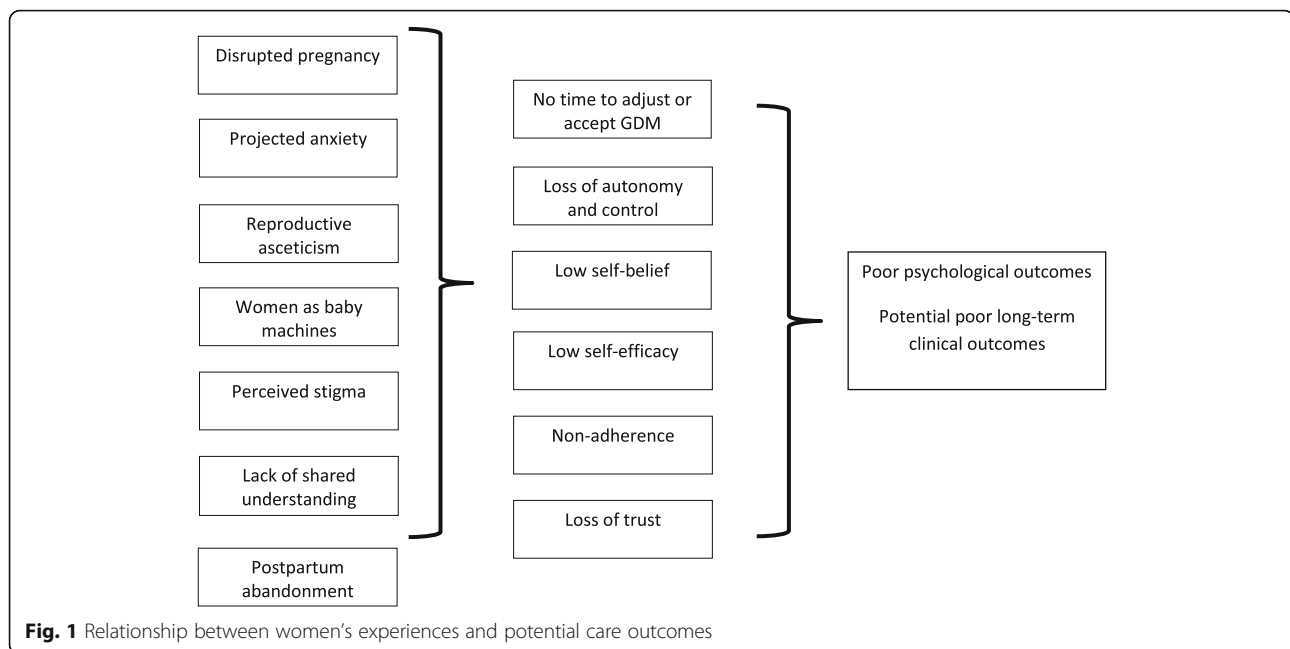 Disrupted pregnancy
Projected anxiety
Reproductive
asceticism
Women as baby
machines
Perceived stigma
Lack of shared
understanding
Postpartum
abandonment
No time to adjust or
accept GDM
Loss of autonomy
and control
Low self-belief
Low self-efficacy
Non-adherence
Loss of trust
Poor psychological outcomes
Potential poor long-term
clinical outcomes
Fig. 1 Relationship between women’s experiences and potential care outcomes